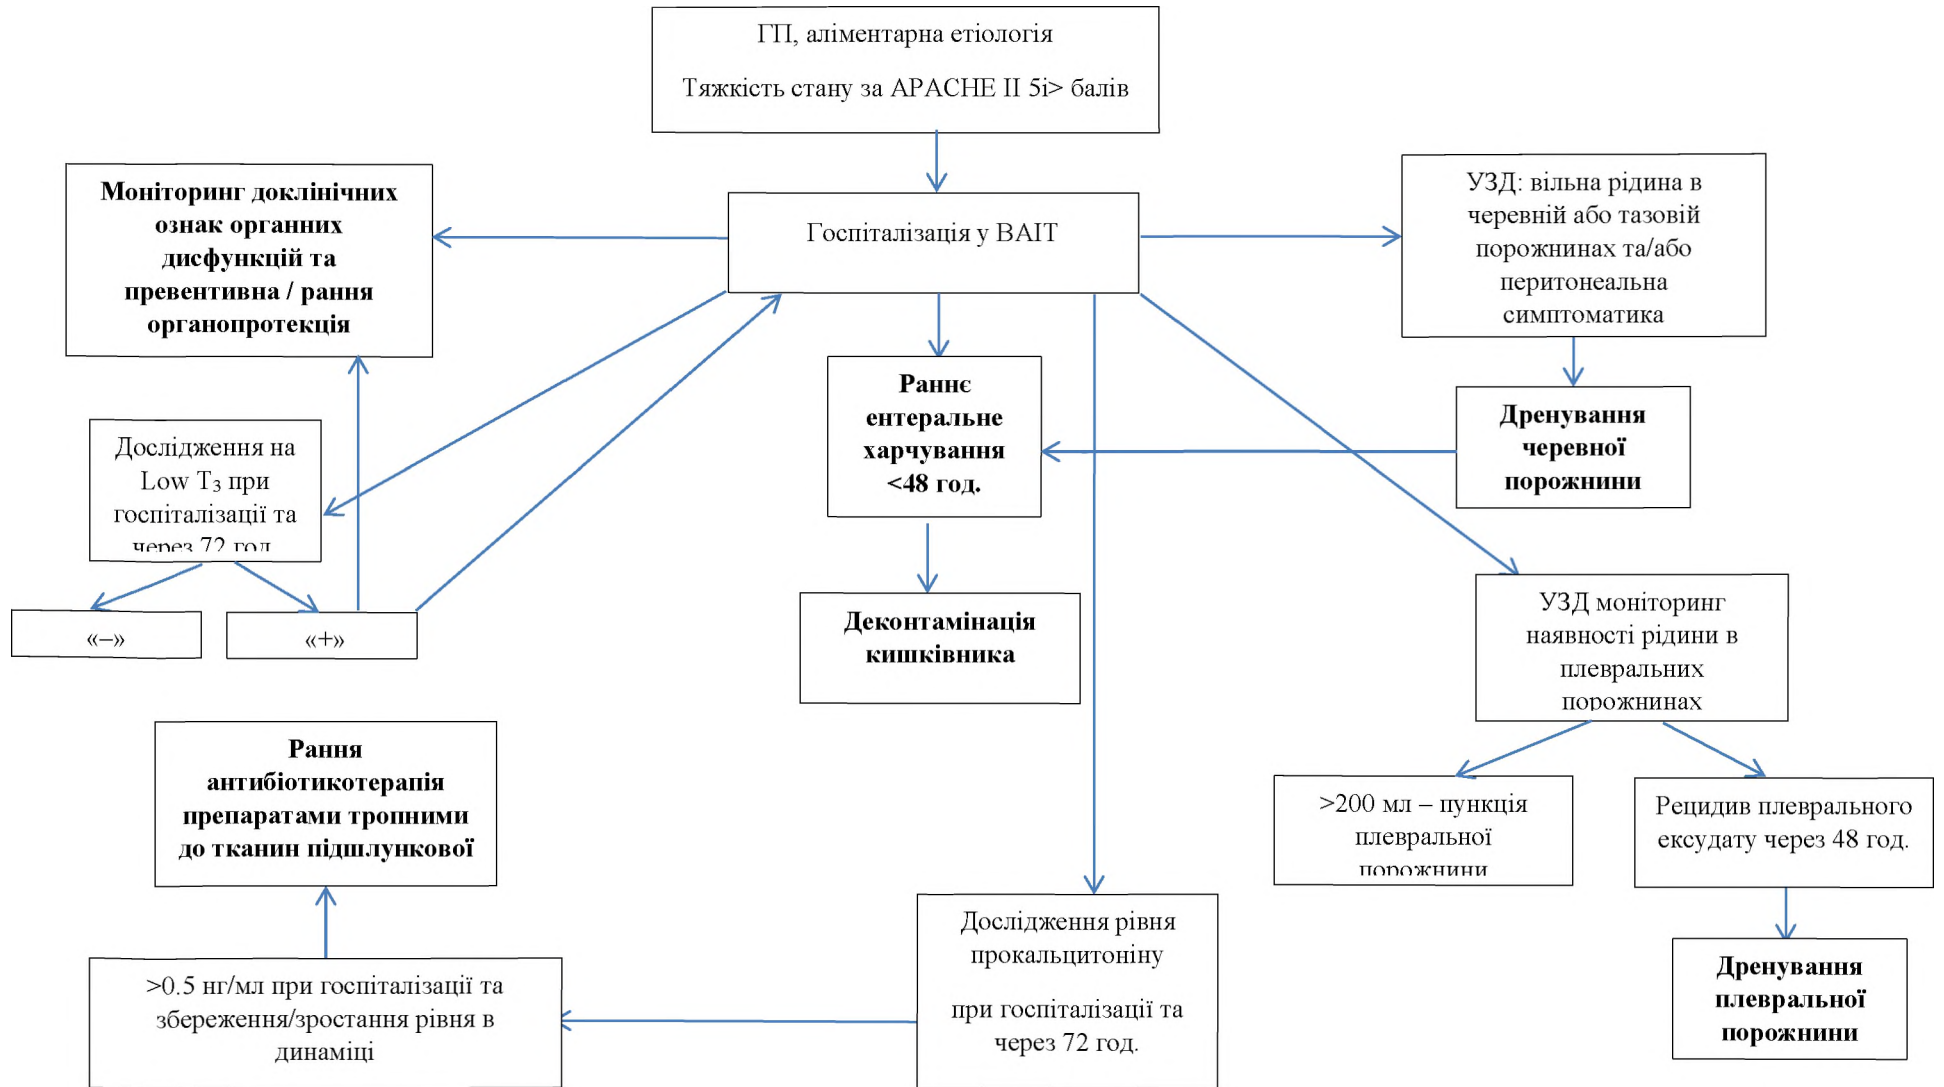 ГП, аліментарна етіологія
Тяжкість стану за APACHE II 5і> балів
Моніторинг доклінічних
ознак органних
дисфункцій та
превентивна / рання
органопротекція
Госпіталізація у ВАІТ
УЗД: вільна рідина в
черевній або тазовій
порожнинах та/або
перитонеальна
симптоматика
Раннє
ентеральне
харчування
<48 год.
Дренування
черевної
порожнини
Дослідження на
Low T₃ при
госпіталізації та
через 72 год
«–»
«+»
Деконтамінація
кишківника
УЗД моніторинг
наявності рідини в
плевральних
порожнинах
Рання
антибіотикотерапія
препаратами тропними
до тканин підшлункової
>200 мл – пункція
плевральної
порожнини
Рецидив плеврального
ексудату через 48 год.
Дослідження рівня
прокальцитоніну
при госпіталізації та
через 72 год.
>0.5 нг/мл при госпіталізації та
збереження/зростання рівня в
динаміці
Дренування
плевральної
порожнини